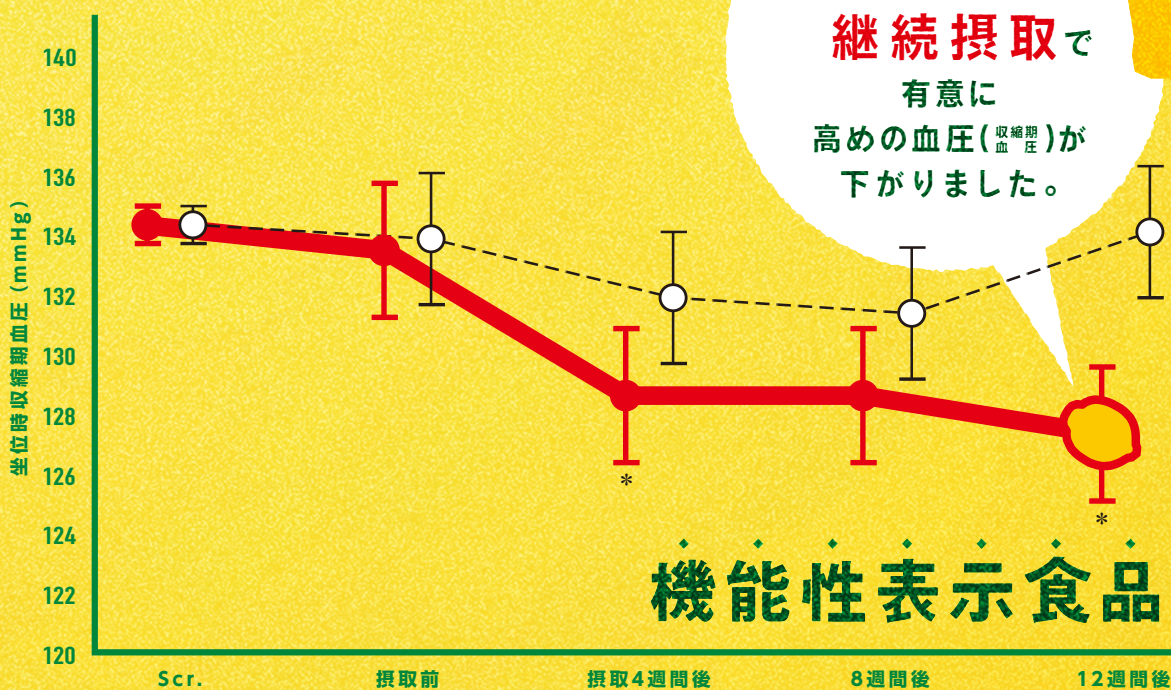 継続摂取で
有意に
高めの血圧(収縮期血圧)が
下がりました。
坐位時収縮期血圧(mmHg)
140
138
136
134
132
130
128
126
124
122
120
*
*
機能性表示食品
Scr.
摂取前
摂取4週間後
8週間後
12週間後